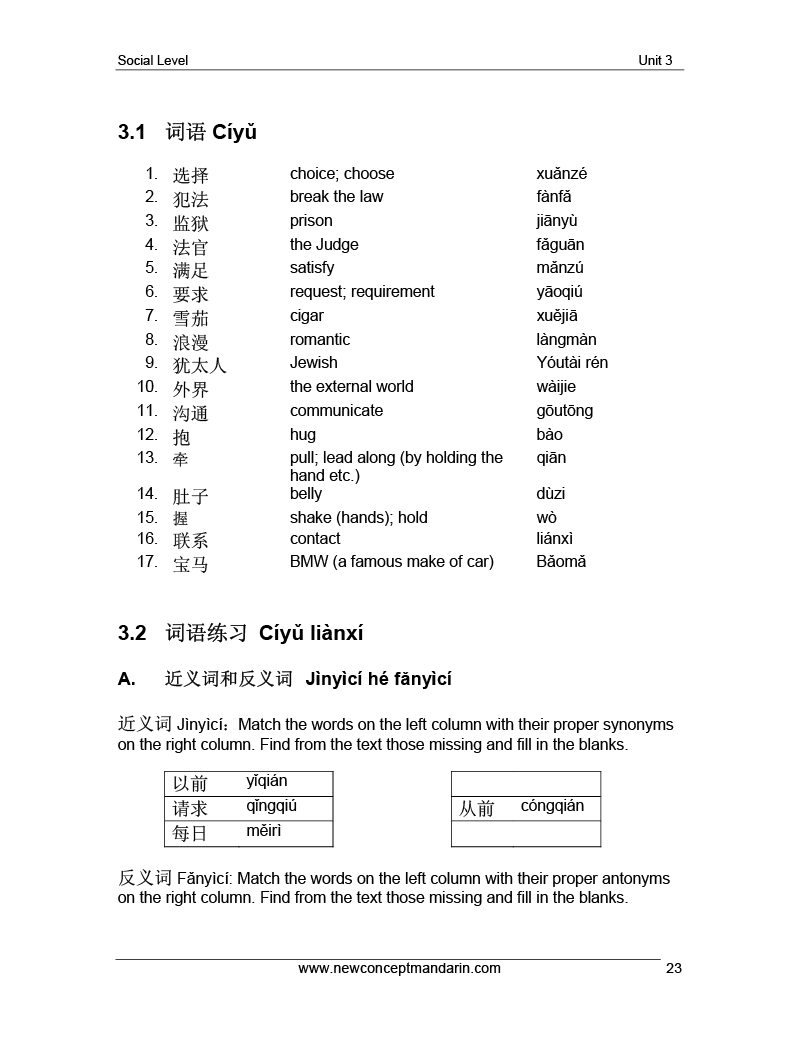 Social Level Unit 3
3.1 词语 Cíyǔ
1. 选择 choice; choose xuǎnzé
2. 犯法 break the law fànfǎ
3. 监狱 prison jiānyù
4. 法官 the Judge fǎguān
5. 满足 satisfy mǎnzú
6. 要求 request; requirement yāoqiú
7. 雪茄 cigar xuějiā
8. 浪漫 romantic làngmàn
9. 犹太人 Jewish Yóutài rén
10. 外界 the external world wàijie
11. 沟通 communicate gōutōng
12. 抱 hug bào
13. 牵 pull; lead along (by holding the qiān
hand etc.)
14. 肚子 belly dùzi
15. 握 shake (hands); hold wò
16. 联系 contact liánxì
17. 宝马 BMW (a famous make of car) Bǎomǎ
3.2 词语练习 Cíyǔ liànxí
A. 近义词和反义词 Jìnyìcí hé fǎnyìcí
近义词 Jìnyìcí：Match the words on the left column with their proper synonyms
on the right column. Find from the text those missing and fill in the blanks.
以前 yǐqián
请求 qǐngqiú 从前 cóngqián
每日 měirì
反义词 Fǎnyìcí: Match the words on the left column with their proper antonyms
on the right column. Find from the text those missing and fill in the blanks.
www.newconceptmandarin.com 23